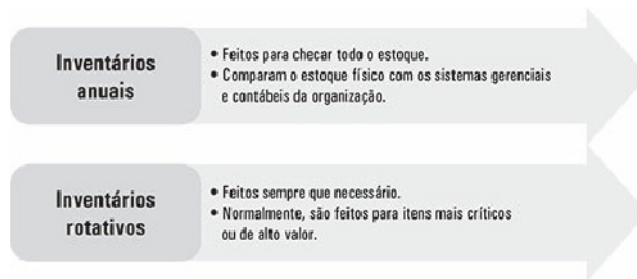 Inventários
anuais
• Feitos para checar todo o estoque.
• Comparam o estoque físico com os sistemas gerenciais
e contábeis da organização.
Inventários
rotativos
• Feitos sempre que necessário.
• Normalmente, são feitos para itens mais críticos
ou de alto valor.